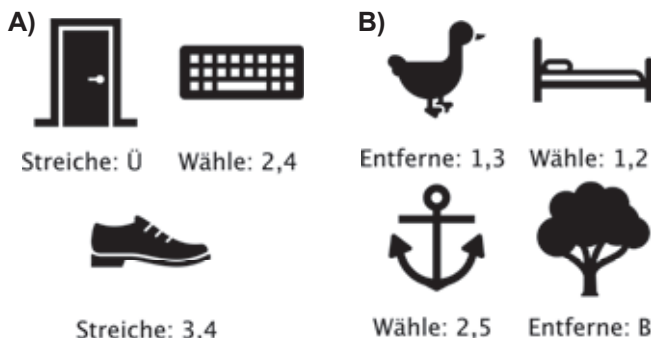 A)
B)
Streiche: Ü Wähle: 2,4
Entferne: 1,3 Wähle: 1,2
Streiche: 3,4
Wähle: 2,5 Entferne: B